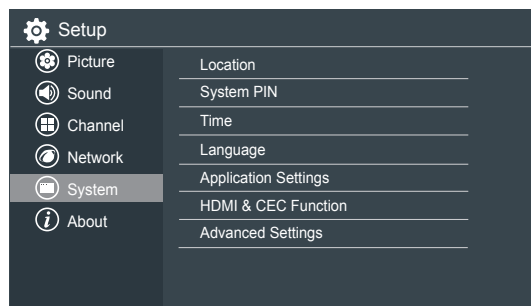 Setup
Picture
Sound
Channel
Network
System
About
Location
System PIN
Time
Language
Application Settings
HDMI & CEC Function
Advanced Settings